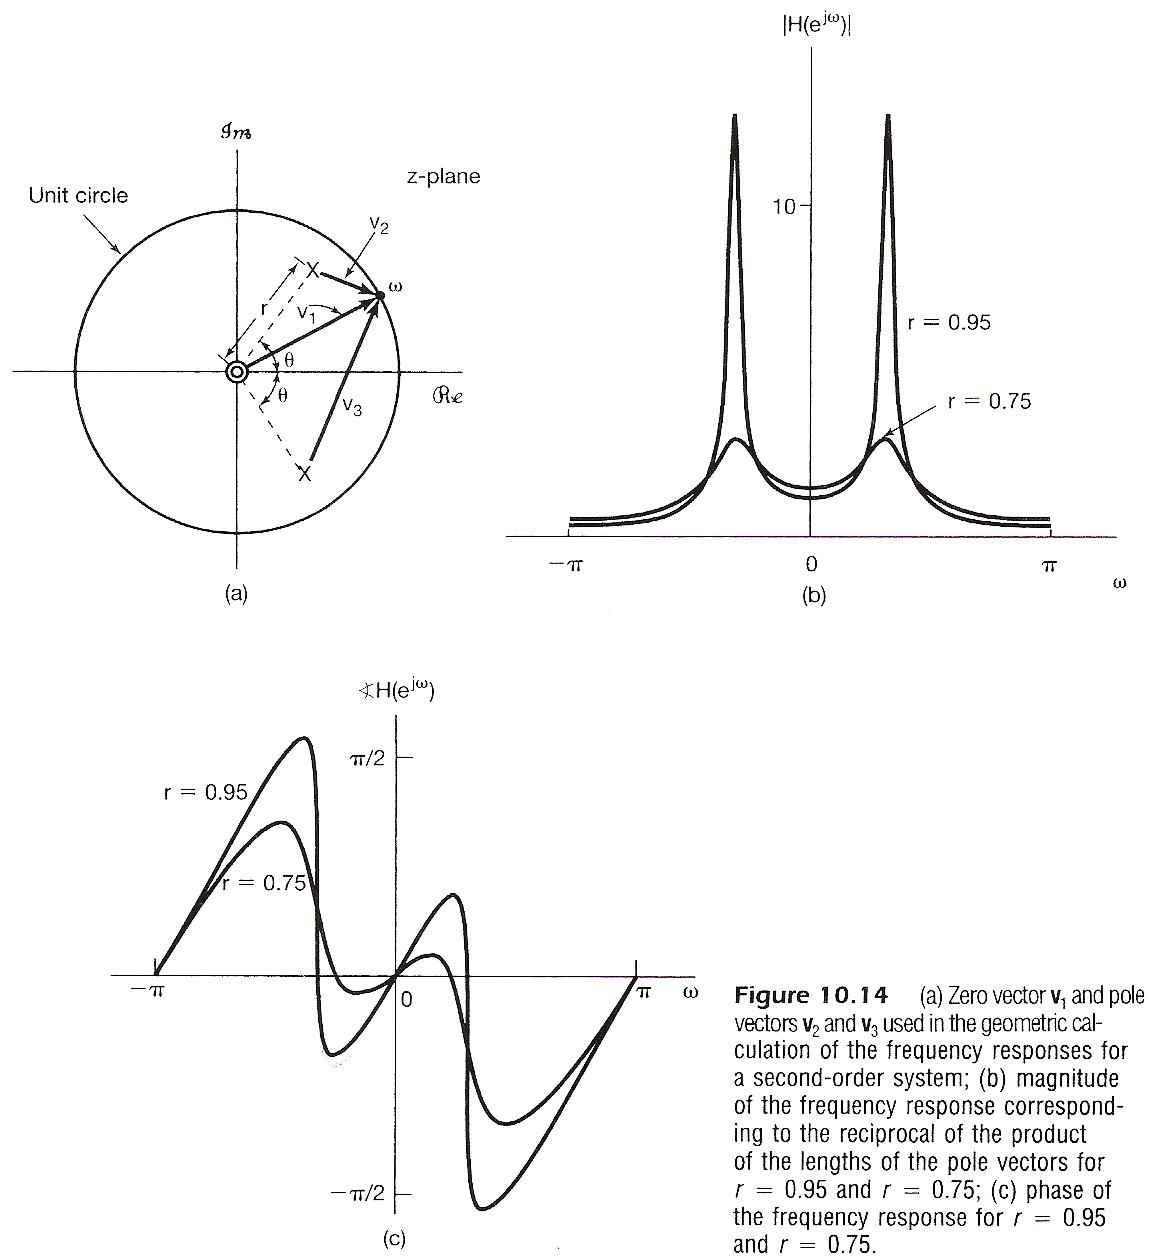 ℐm
z-plane
Unit circle
v₂
ω
r
v₁
θ
θ
v₃
ℛe
(a)
|H(e^jω)|
10
r = 0.95
r = 0.75
−π
0
π
ω
(b)
∢H(e^jω)
π/2
r = 0.95
r = 0.75
−π
0
π
ω
−π/2
(c)
Figure 10.14 (a) Zero vector v₁ and pole
vectors v₂ and v₃ used in the geometric cal-
culation of the frequency responses for
a second-order system; (b) magnitude
of the frequency response correspond-
ing to the reciprocal of the product
of the lengths of the pole vectors for
r = 0.95 and r = 0.75; (c) phase of
the frequency response for r = 0.95
and r = 0.75.